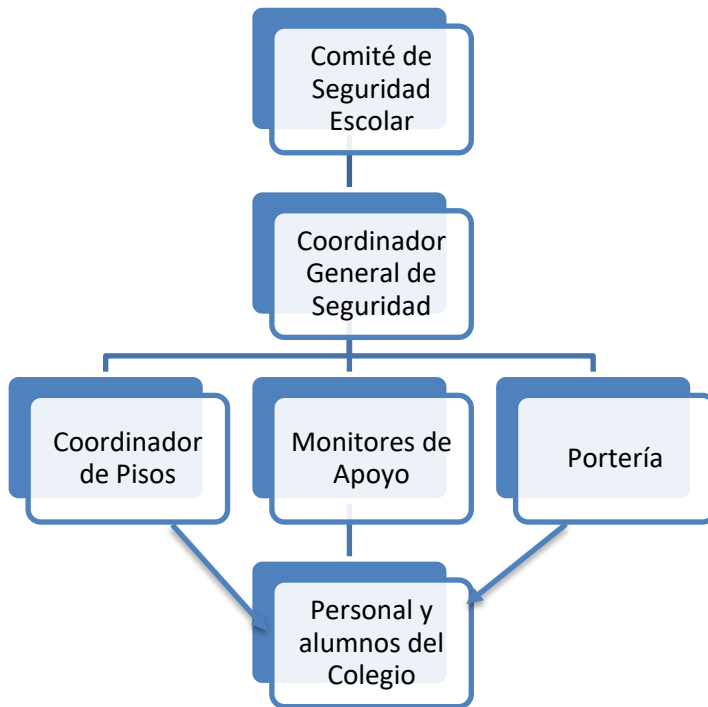 Comité de
Seguridad
Escolar
Coordinador
General de
Seguridad
Coordinador
de Pisos
Monitores de
Apoyo
Portería
Personal y
alumnos del
Colegio